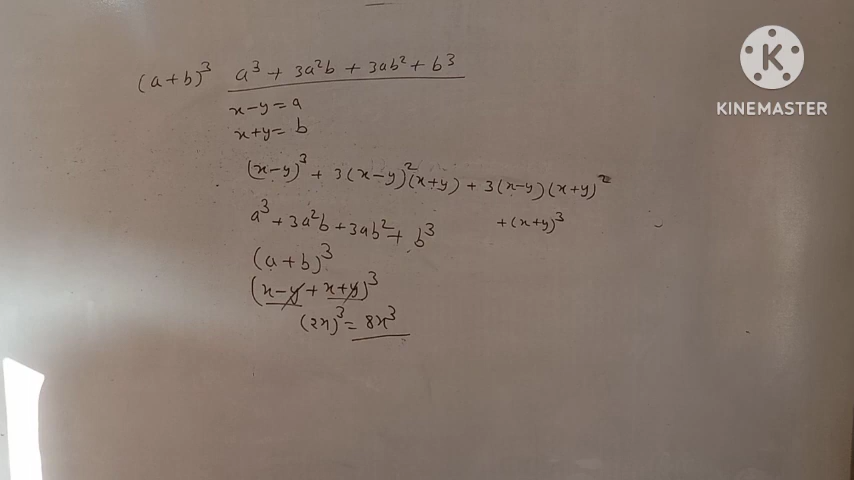 (a+b)³ a³ + 3a²b + 3ab² + b³
x-y = a
x+y = b
(x-y)³ + 3(x-y)²(x+y) + 3(x-y)(x+y)²
+(x+y)³
a³ + 3a²b + 3ab² + b³
(a+b)³
(x-y + x+y)³
(2x)³ = 8x³
K
KINEMASTER